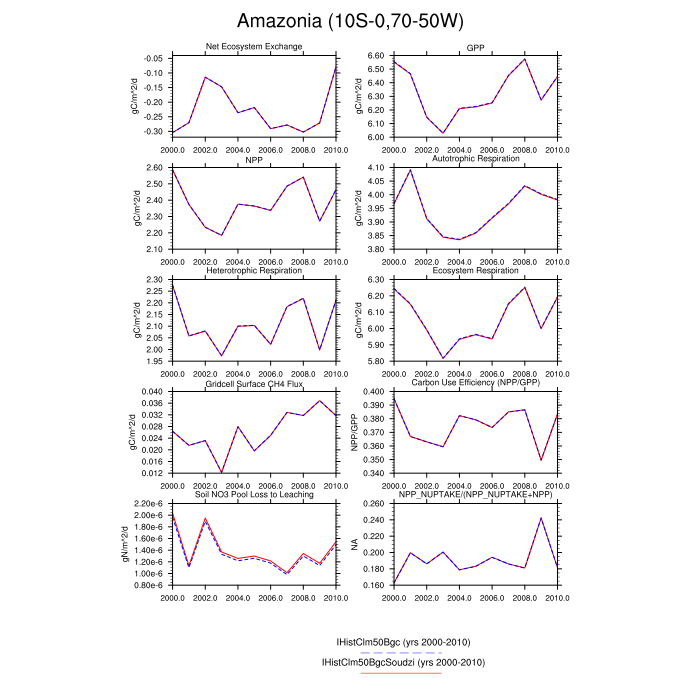 Amazonia (10S-0,70-50W)
Net Ecosystem Exchange
GPP
gC/m^2/d
-0.05
-0.10
-0.15
-0.20
-0.25
-0.30
2000.0 2002.0 2004.0 2006.0 2008.0 2010.0
gC/m^2/d
6.60
6.50
6.40
6.30
6.20
6.10
6.00
2000.0 2002.0 2004.0 2006.0 2008.0 2010.0
NPP
Autotrophic Respiration
gC/m^2/d
2.60
2.50
2.40
2.30
2.20
2.10
2000.0 2002.0 2004.0 2006.0 2008.0 2010.0
gC/m^2/d
4.10
4.05
4.00
3.95
3.90
3.85
3.80
2000.0 2002.0 2004.0 2006.0 2008.0 2010.0
Heterotrophic Respiration
Ecosystem Respiration
gC/m^2/d
2.30
2.25
2.20
2.15
2.10
2.05
2.00
1.95
2000.0 2002.0 2004.0 2006.0 2008.0 2010.0
gC/m^2/d
6.30
6.20
6.10
6.00
5.90
5.80
2000.0 2002.0 2004.0 2006.0 2008.0 2010.0
Gridcell Surface CH4 Flux
Carbon Use Efficiency (NPP/GPP)
gC/m^2/d
0.040
0.036
0.032
0.028
0.024
0.020
0.016
0.012
2000.0 2002.0 2004.0 2006.0 2008.0 2010.0
NPP/GPP
0.400
0.390
0.380
0.370
0.360
0.350
0.340
2000.0 2002.0 2004.0 2006.0 2008.0 2010.0
Soil NO3 Pool Loss to Leaching
NPP_NUPTAKE/(NPP_NUPTAKE+NPP)
gN/m^2/d
2.20e-6
2.00e-6
1.80e-6
1.60e-6
1.40e-6
1.20e-6
1.00e-6
0.80e-6
2000.0 2002.0 2004.0 2006.0 2008.0 2010.0
NA
0.260
0.240
0.220
0.200
0.180
0.160
2000.0 2002.0 2004.0 2006.0 2008.0 2010.0
IHistClm50Bgc (yrs 2000-2010)
IHistClm50BgcSoudzi (yrs 2000-2010)